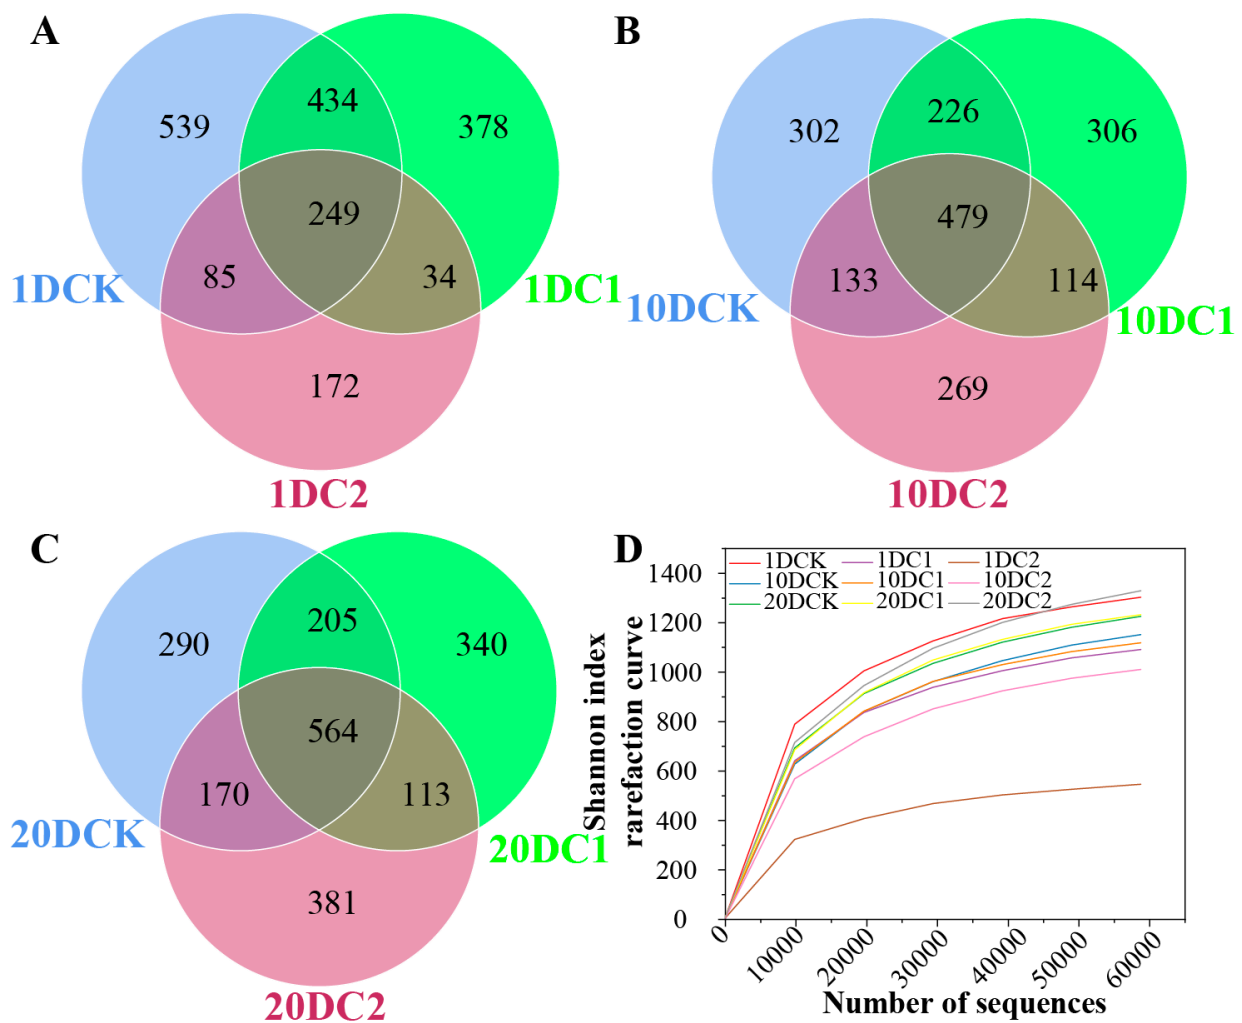 A
539
434
378
249
85
34
1DCK
1DC1
172
1DC2
B
302
226
306
479
133
114
10DCK
10DC1
269
10DC2
C
290
205
340
564
170
113
20DCK
20DC1
381
20DC2
D
1DCK 1DC1 1DC2
10DCK 10DC1 10DC2
20DCK 20DC1 20DC2
1400
1200
1000
800
600
400
200
0
Shannon index
rarefaction curve
0 10000 20000 30000 40000 50000 60000
Number of sequences